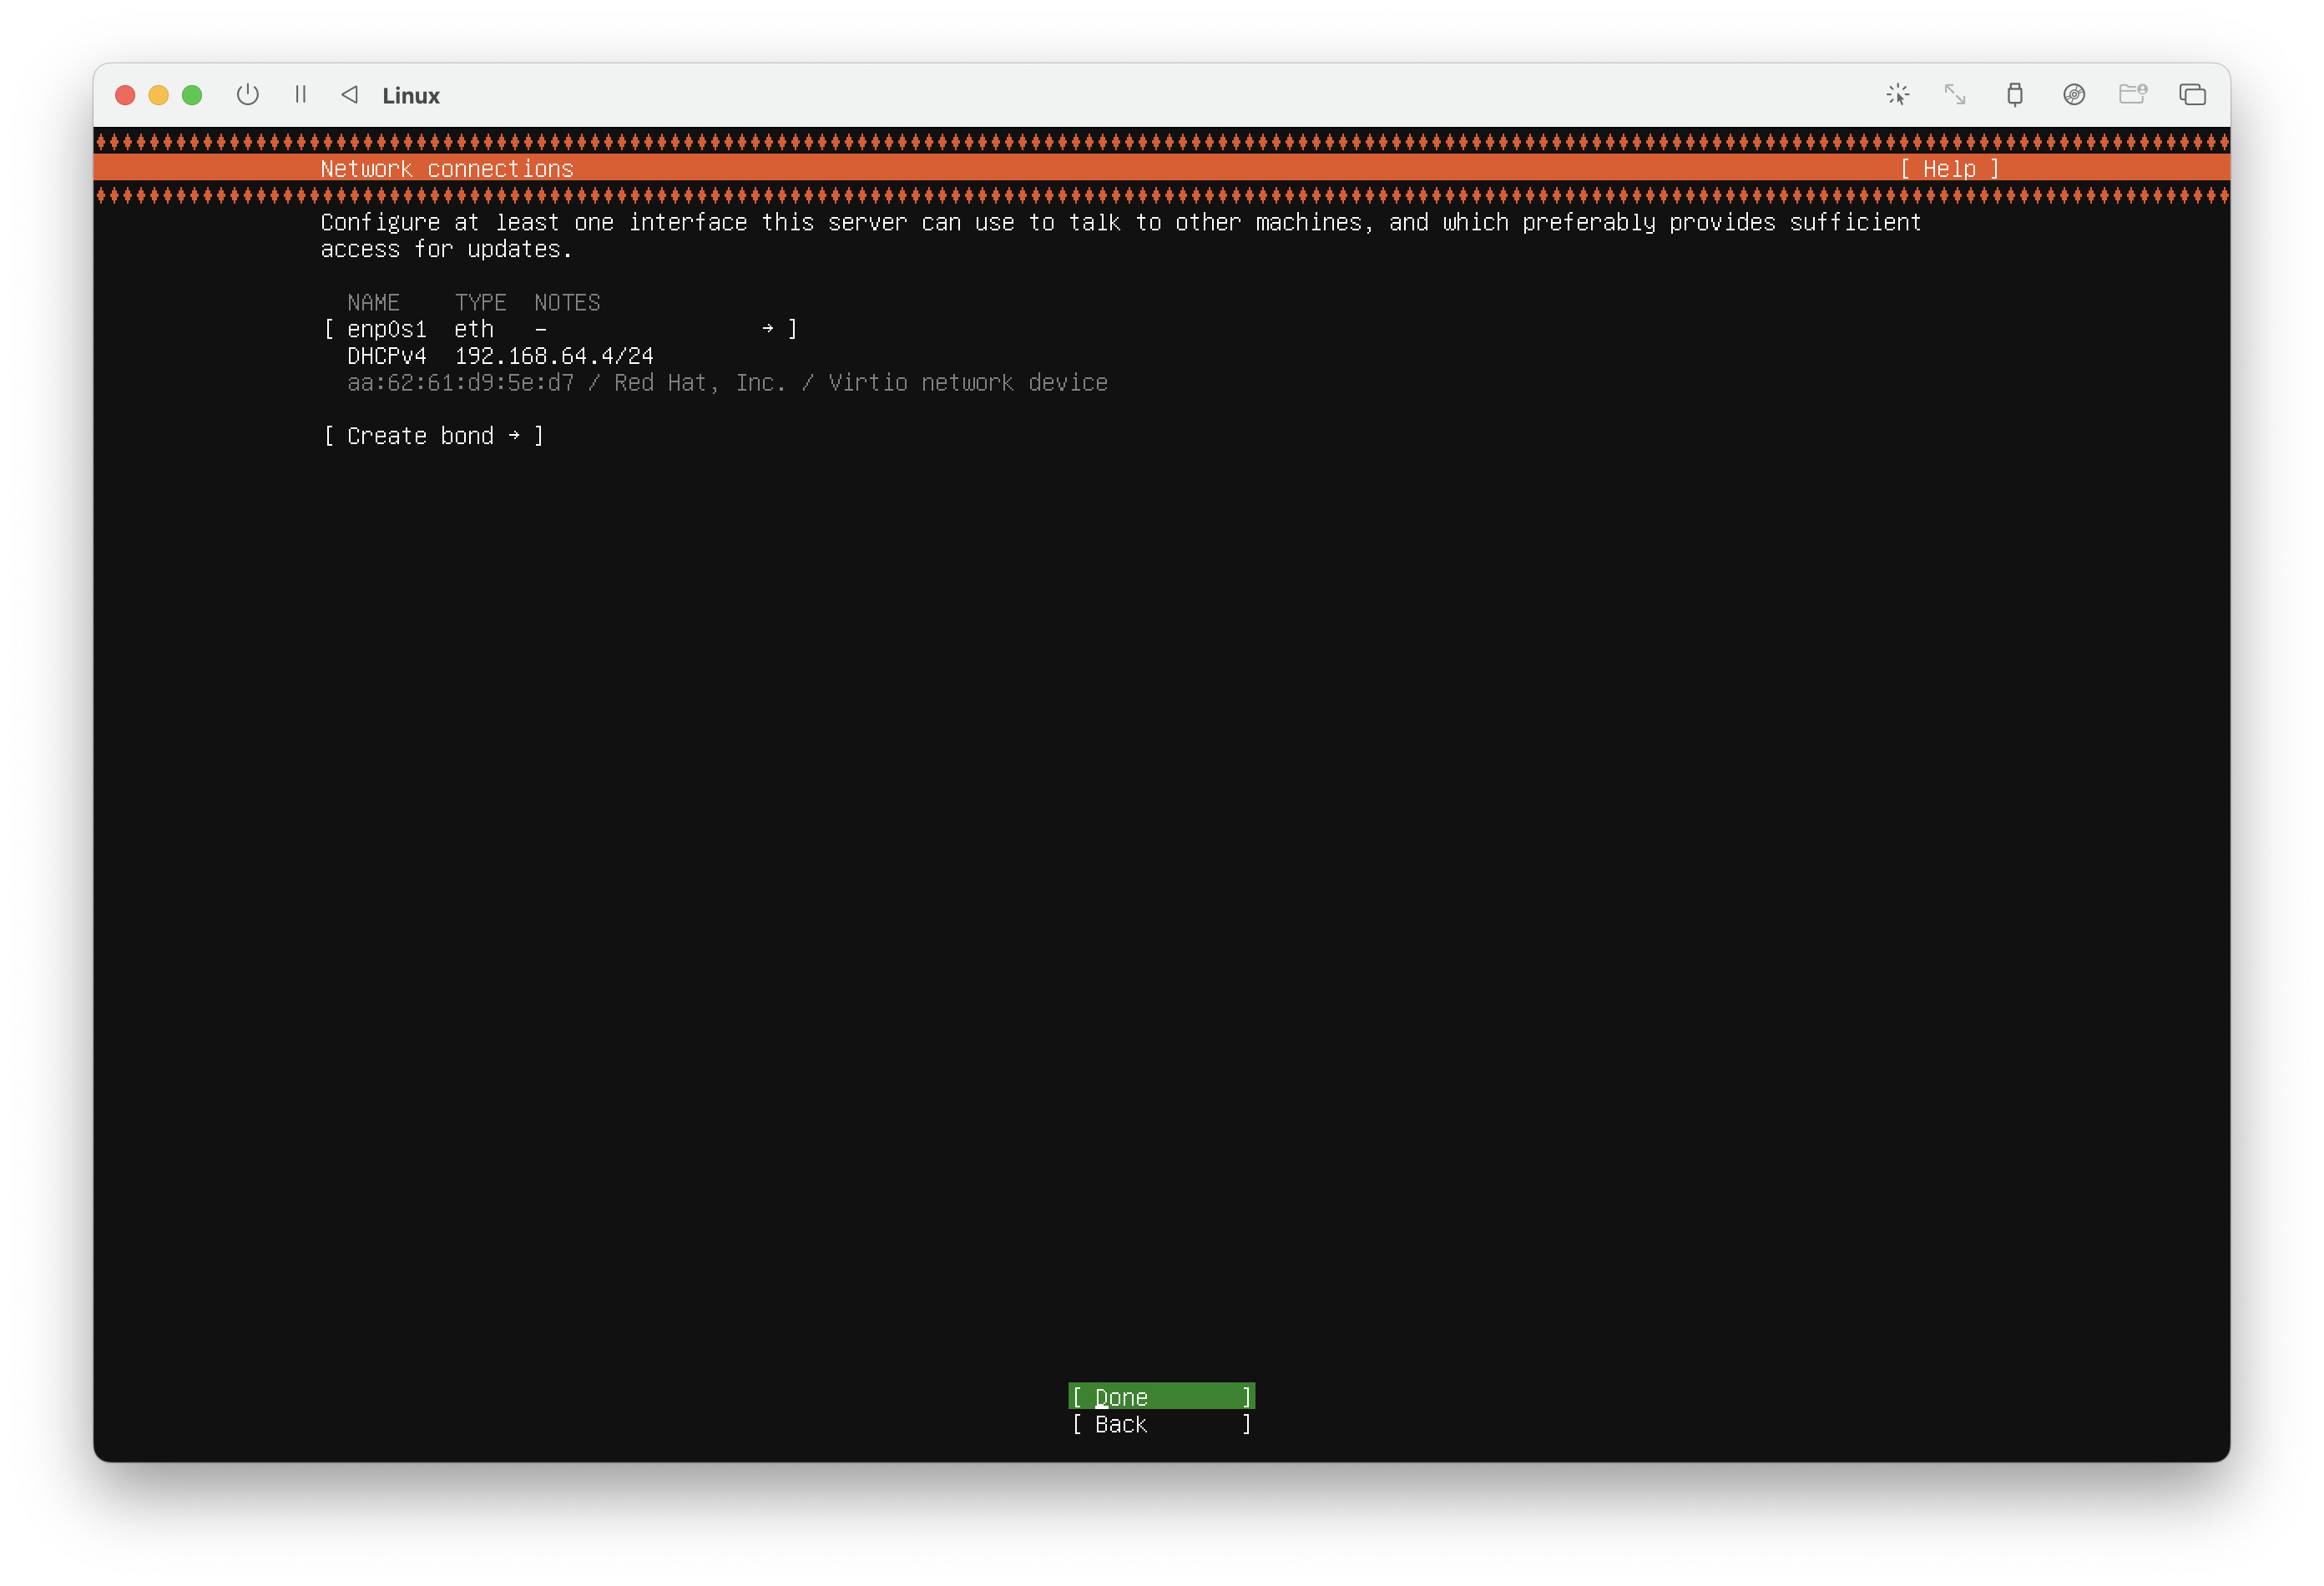 Linux
Network connections [ Help ]
Configure at least one interface this server can use to talk to other machines, and which preferably provides sufficient
access for updates.
NAME TYPE NOTES
[ enp0s1 eth - → ]
DHCPv4 192.168.64.4/24
aa:62:61:d9:5e:d7 / Red Hat, Inc. / Virtio network device
[ Create bond → ]
[ Done ]
[ Back ]